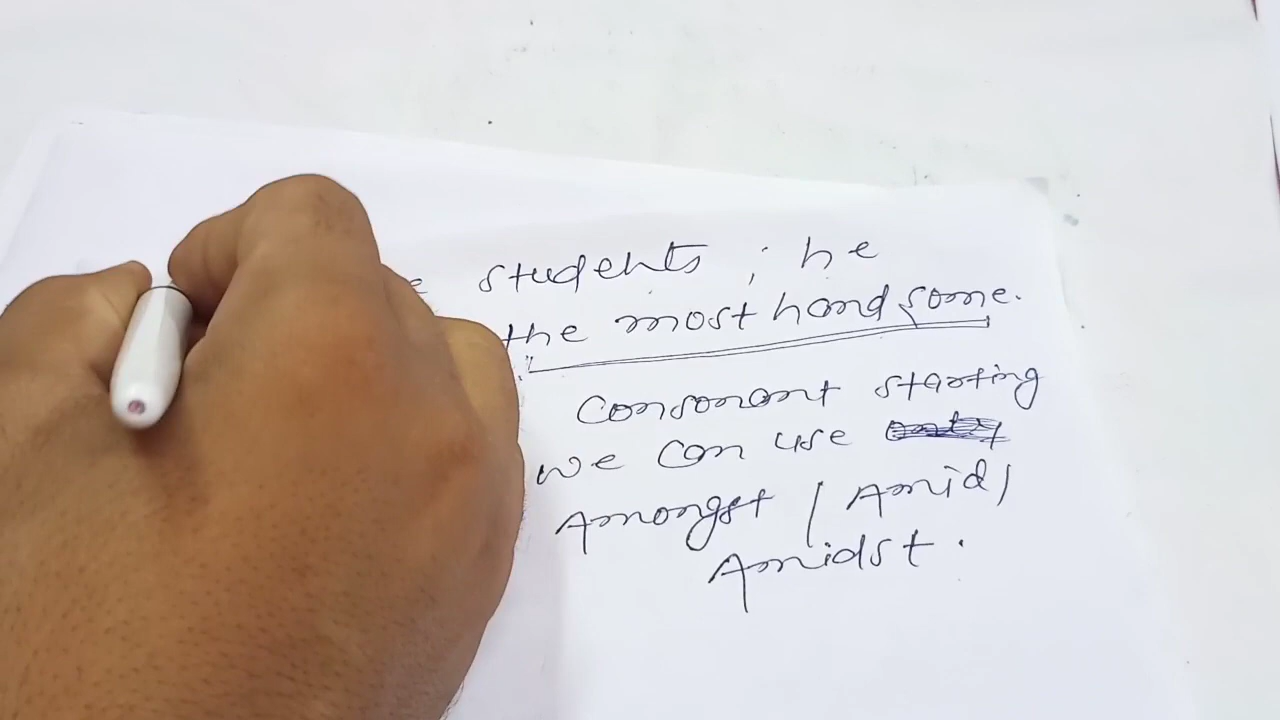 students ; he
the most handsome.
Consonant starting
we can use
Amongst / Amid /
Amidst .